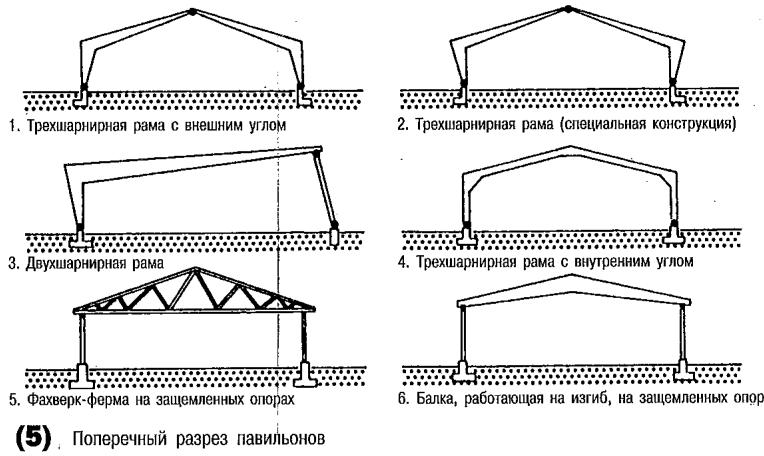 1. Трехшарнирная рама с внешним углом
2. Трехшарнирная рама (специальная конструкция)
3. Двухшарнирная рама
4. Трехшарнирная рама с внутренним углом
5. Фахверк-ферма на защемленных опорах
6. Балка, работающая на изгиб, на защемленных опор
(5) Поперечный разрез павильонов